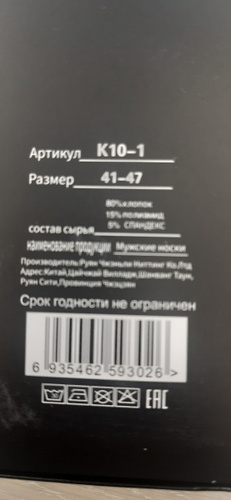 Артикул K10-1
Размер 41-47
80% хлопок
15% полиамид
состав сырья 5% СПАНДЕКС
наименование продукции Мужские носки
Производитель:Руян Чжэньли Ниттинг Ко,Лтд
Адрес:Китай,Цайчжай Вилладж,Шанванг Таун,
Руян Сити,Провинция Чжэцзян
Срок годности не ограничен
6 935462 593026 >
EAC